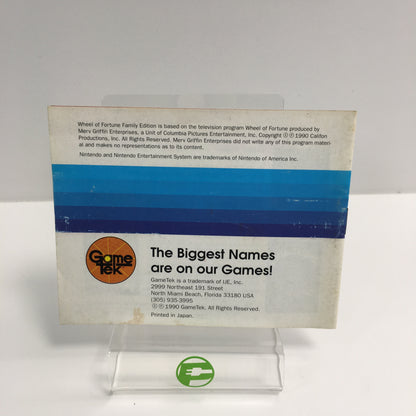 Wheel of Fortune Family Edition is based on the television program Wheel of Fortune produced by
Merv Griffin Enterprises, a Unit of Columbia Pictures Entertainment, Inc. Copyright ⓒ ⓟ 1990 Califon
Productions, Inc. All Rights Reserved. Merv Griffin Enterprises did not write any of this program mater-
ial and makes no representations as to its contents.
Nintendo and Nintendo Entertainment System are trademarks of Nintendo of America Inc.
Game
Tek
The Biggest Names
are on our Games!
GameTek is a trademark of IJE, Inc.
2999 Northeast 191 Street
North Miami Beach, Florida 33180 USA
(305) 935-3995
ⓒ ⓟ 1990 GameTek. All Rights Reserved.
Printed in Japan.